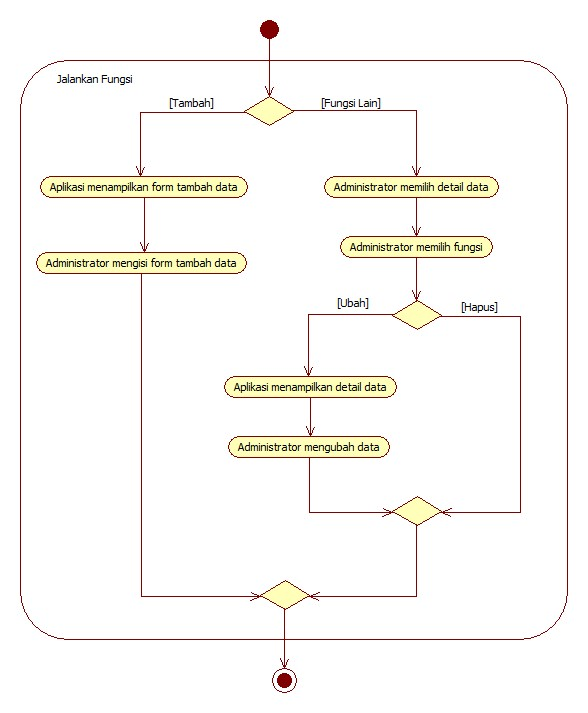 Jalankan Fungsi
[Tambah]
[Fungsi Lain]
Aplikasi menampilkan form tambah data
Administrator memilih detail data
Administrator mengisi form tambah data
Administrator memilih fungsi
[Ubah]
[Hapus]
Aplikasi menampilkan detail data
Administrator mengubah data